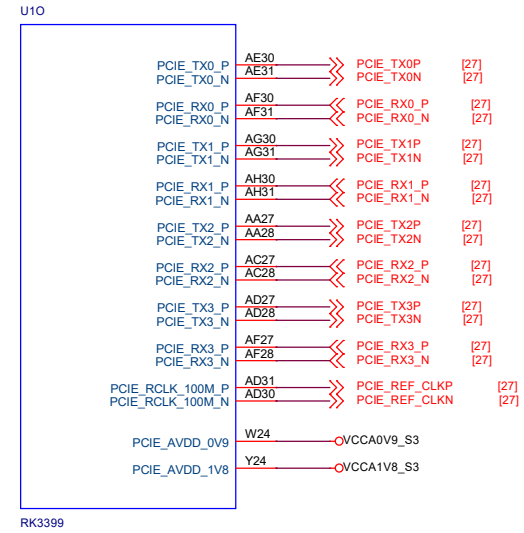 U1O
PCIE_TX0_P AE30 PCIE_TX0P [27]
PCIE_TX0_N AE31 PCIE_TX0N [27]
PCIE_RX0_P AF30 PCIE_RX0_P [27]
PCIE_RX0_N AF31 PCIE_RX0_N [27]
PCIE_TX1_P AG30 PCIE_TX1P [27]
PCIE_TX1_N AG31 PCIE_TX1N [27]
PCIE_RX1_P AH30 PCIE_RX1_P [27]
PCIE_RX1_N AH31 PCIE_RX1_N [27]
PCIE_TX2_P AA27 PCIE_TX2P [27]
PCIE_TX2_N AA28 PCIE_TX2N [27]
PCIE_RX2_P AC27 PCIE_RX2_P [27]
PCIE_RX2_N AC28 PCIE_RX2_N [27]
PCIE_TX3_P AD27 PCIE_TX3P [27]
PCIE_TX3_N AD28 PCIE_TX3N [27]
PCIE_RX3_P AF27 PCIE_RX3_P [27]
PCIE_RX3_N AF28 PCIE_RX3_N [27]
PCIE_RCLK_100M_P AD31 PCIE_REF_CLKP [27]
PCIE_RCLK_100M_N AD30 PCIE_REF_CLKN [27]
PCIE_AVDD_0V9 W24 VCCA0V9_S3
PCIE_AVDD_1V8 Y24 VCCA1V8_S3
RK3399